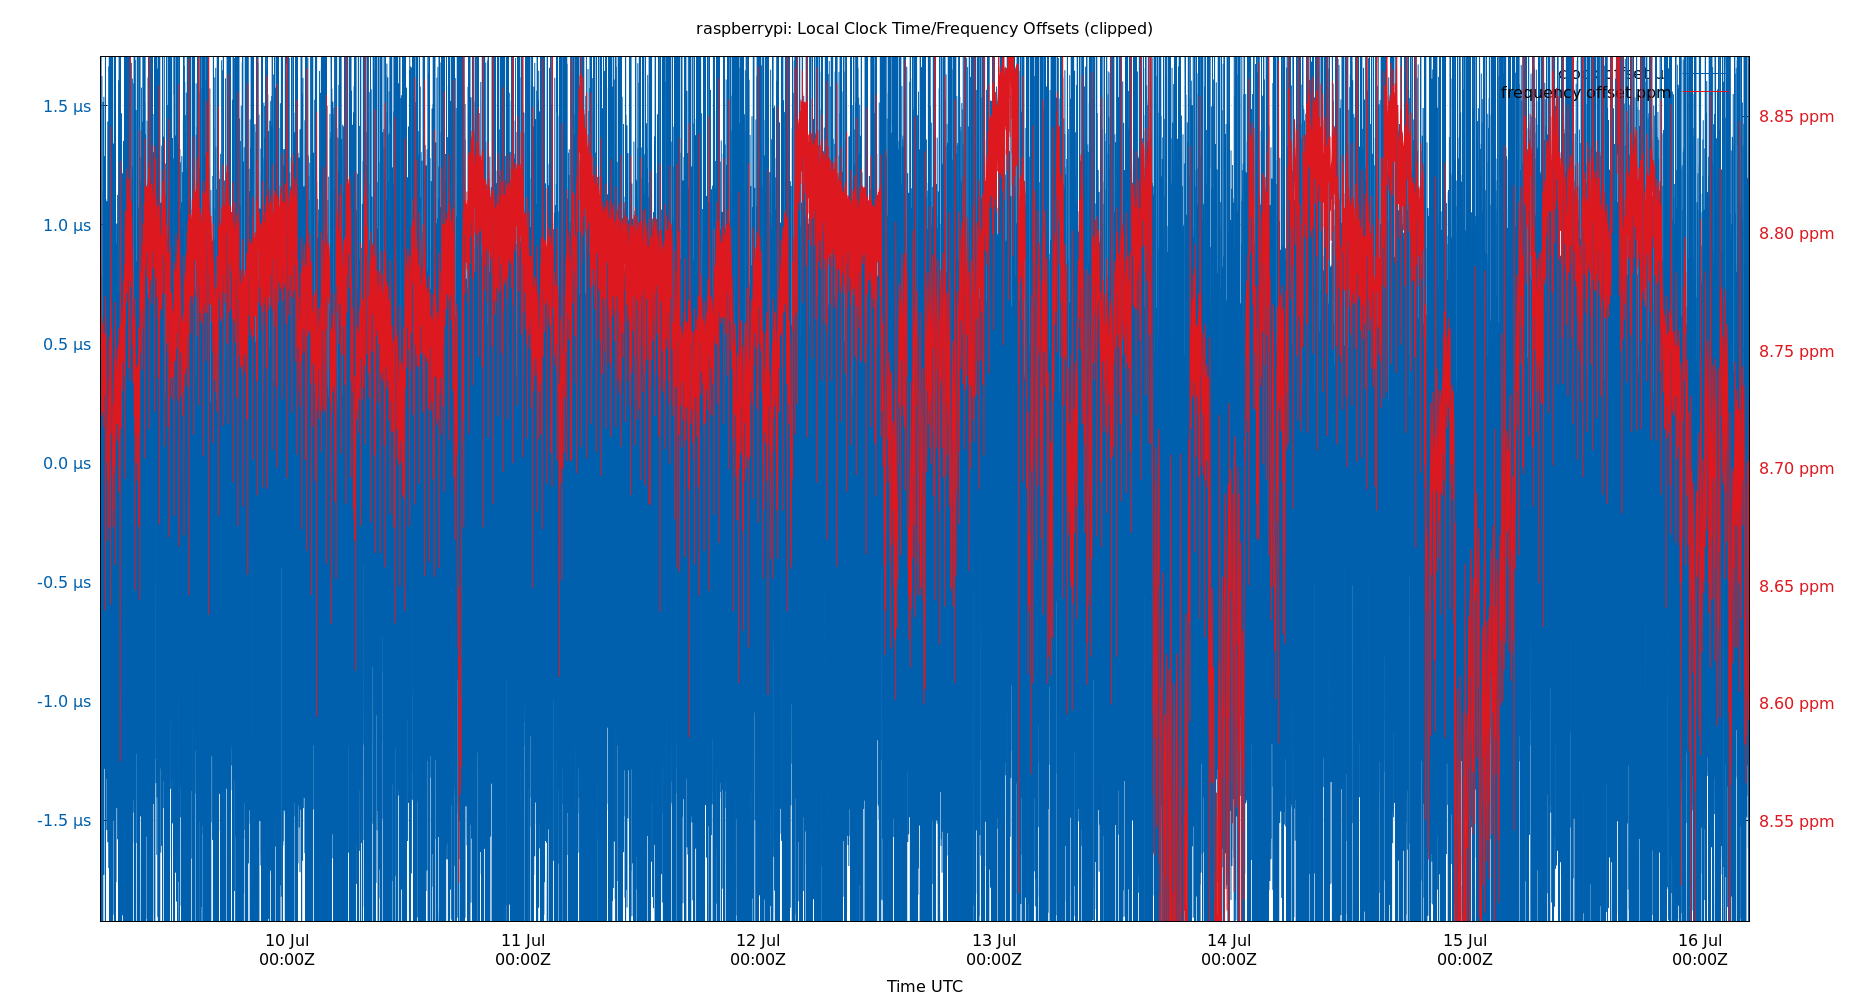 raspberrypi: Local Clock Time/Frequency Offsets (clipped)
frequency offset ppm
1.5 µs
1.0 µs
0.5 µs
0.0 µs
-0.5 µs
-1.0 µs
-1.5 µs
8.85 ppm
8.80 ppm
8.75 ppm
8.70 ppm
8.65 ppm
8.60 ppm
8.55 ppm
10 Jul
00:00Z
11 Jul
00:00Z
12 Jul
00:00Z
13 Jul
00:00Z
14 Jul
00:00Z
15 Jul
00:00Z
16 Jul
00:00Z
Time UTC